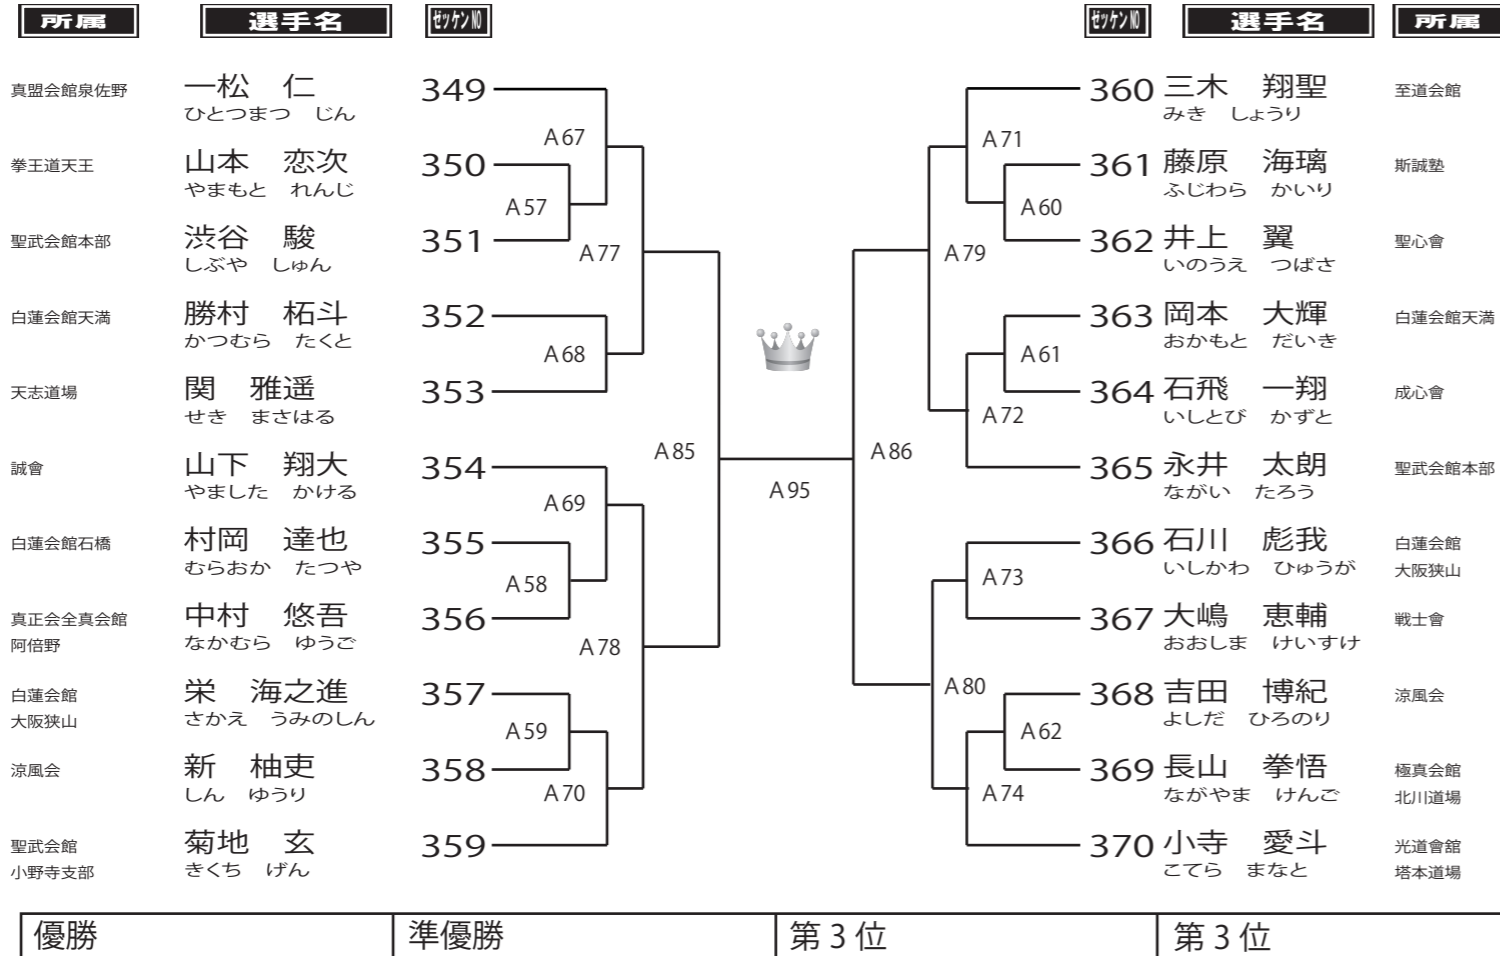 所属 選手名 ゼッケンNO ゼッケンNO 選手名 所属
真盟会館泉佐野 一松 仁 349
ひとつまつ じん
拳王道天王 山本 恋次 350
やまもと れんじ
聖武会館本部 渋谷 駿 351
しぶや しゅん
白蓮会館天満 勝村 柘斗 352
かつむら たくと
天志道場 関 雅遥 353
せき まさはる
誠會 山下 翔大 354
やました かける
白蓮会館石橋 村岡 達也 355
むらおか たつや
真正会全真会館 中村 悠吾 356
阿倍野 なかむら ゆうご
白蓮会館 栄 海之進 357
大阪狭山 さかえ うみのしん
涼風会 新 柚吏 358
しん ゆうり
聖武会館 菊地 玄 359
小野寺支部 きくち げん
A67
A57
A77
A68
A85
A69
A58
A78
A59
A70
A95
A71
A60
A79
A61
A72
A86
A73
A80
A62
A74
360 三木 翔聖 至道会館
みき しょうり
361 藤原 海璃 斯誠塾
ふじわら かいり
362 井上 翼 聖心會
いのうえ つばさ
363 岡本 大輝 白蓮会館天満
おかもと だいき
364 石飛 一翔 成心會
いしとび かずと
365 永井 太朗 聖武会館本部
ながい たろう
366 石川 彪我 白蓮会館
いしかわ ひゅうが 大阪狭山
367 大嶋 恵輔 戦士會
おおしま けいすけ
368 吉田 博紀 涼風会
よしだ ひろのり
369 長山 拳悟 極真会館
ながやま けんご 北川道場
370 小寺 愛斗 光道會舘
こてら まなと 塔本道場
優勝 準優勝 第3位 第3位